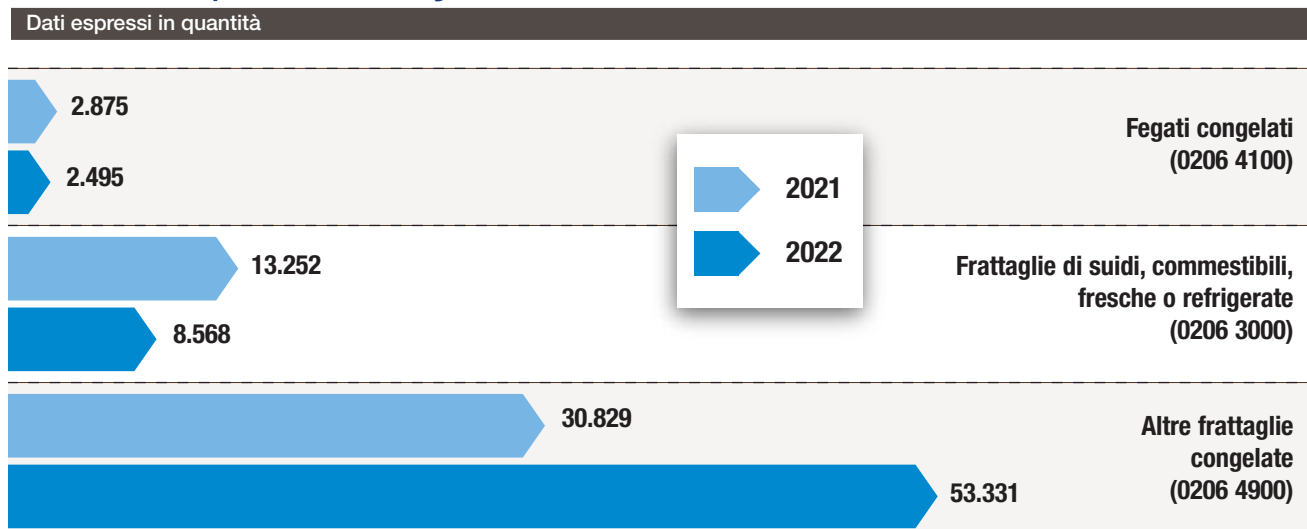 Dati espressi in quantità
2.875
2.495
Fegati congelati
(0206 4100)
2021
2022
13.252
8.568
Frattaglie di suidi, commestibili,
fresche o refrigerate
(0206 3000)
30.829
53.331
Altre frattaglie
congelate
(0206 4900)